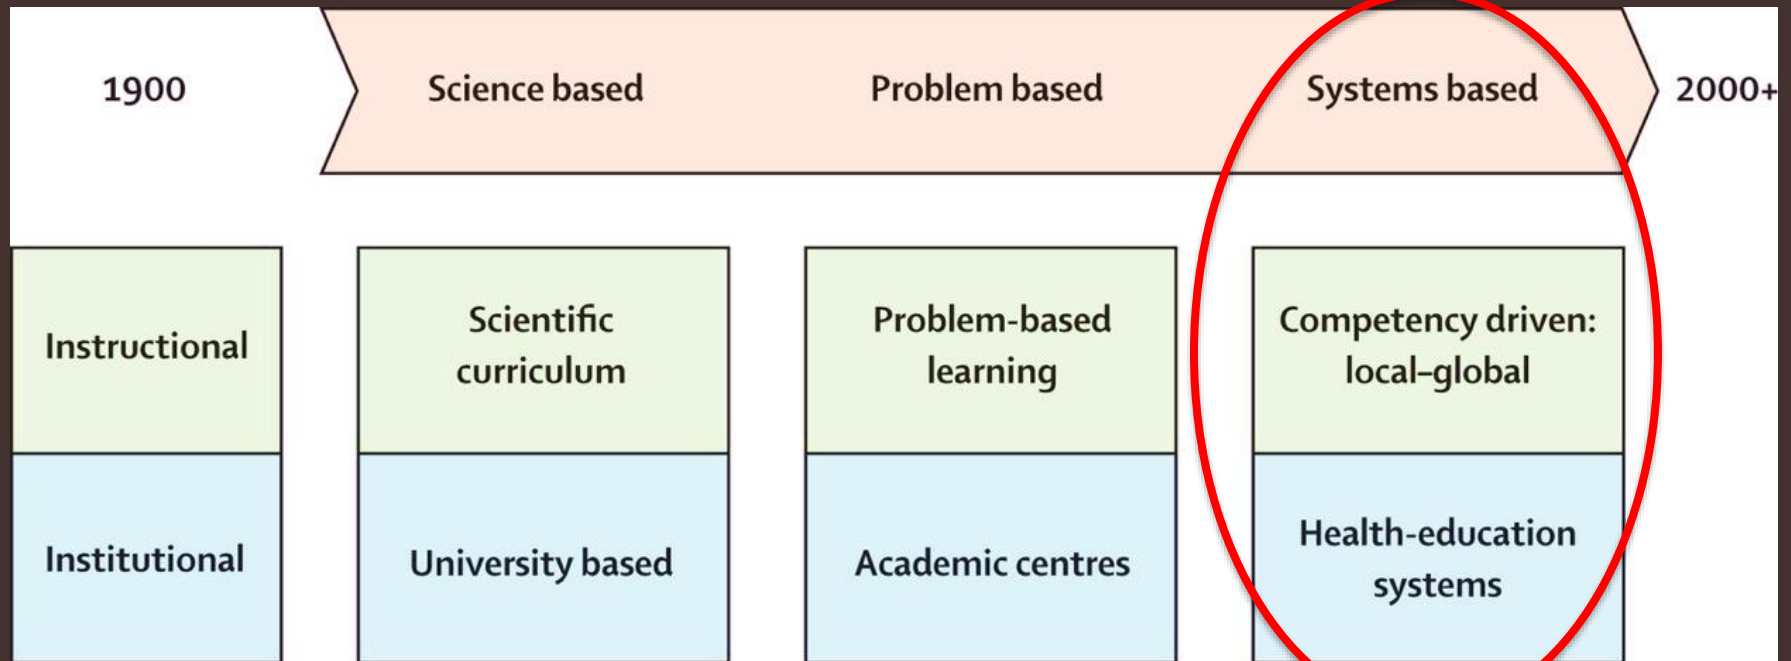 1900
Science based
Problem based
Systems based
2000+
Instructional
Scientific
curriculum
Problem-based
learning
Competency driven:
local–global
Institutional
University based
Academic centres
Health-education
systems